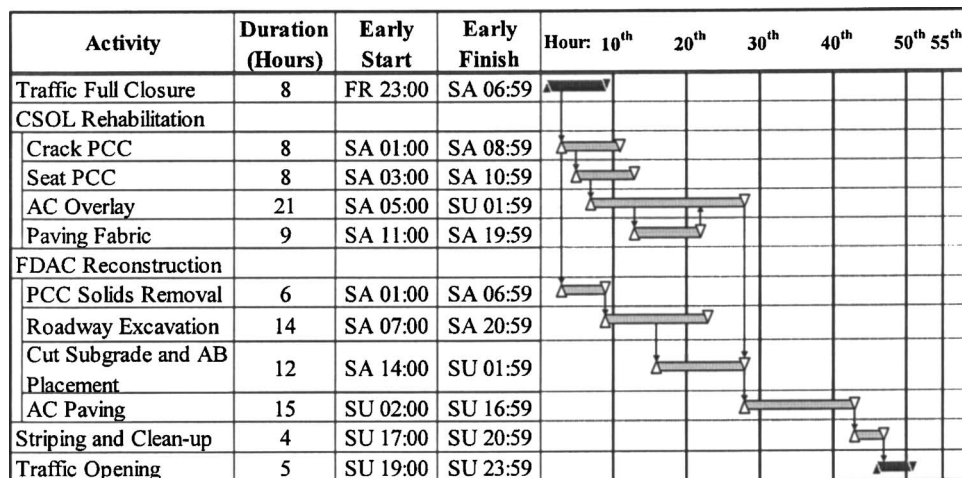 Activity Duration (Hours) Early Start Early Finish Hour: 10th 20th 30th 40th 50th 55th
Traffic Full Closure 8 FR 23:00 SA 06:59
CSOL Rehabilitation
Crack PCC 8 SA 01:00 SA 08:59
Seat PCC 8 SA 03:00 SA 10:59
AC Overlay 21 SA 05:00 SU 01:59
Paving Fabric 9 SA 11:00 SA 19:59
FDAC Reconstruction
PCC Solids Removal 6 SA 01:00 SA 06:59
Roadway Excavation 14 SA 07:00 SA 20:59
Cut Subgrade and AB
Placement 12 SA 14:00 SU 01:59
AC Paving 15 SU 02:00 SU 16:59
Striping and Clean-up 4 SU 17:00 SU 20:59
Traffic Opening 5 SU 19:00 SU 23:59